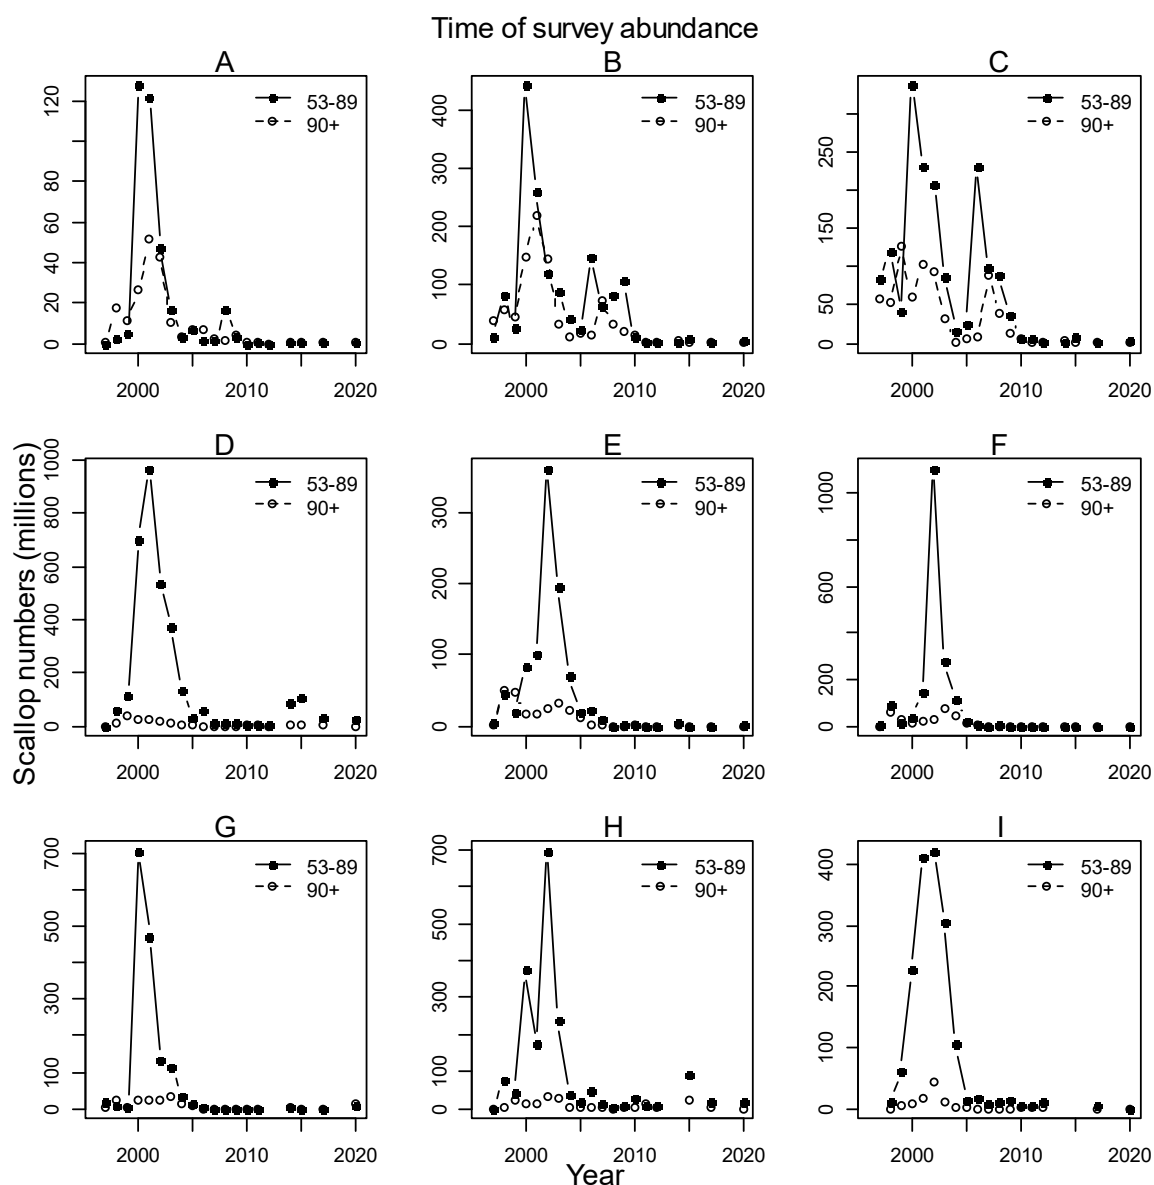 Time of survey abundance
A
B
C
53-89
90+
53-89
90+
53-89
90+
0 20 40 60 80 120
0 100 200 300 400
0 50 150 250
2000 2010 2020
2000 2010 2020
2000 2010 2020
D
E
F
53-89
90+
53-89
90+
53-89
90+
Scallop numbers (millions)
0 200 400 600 800 1000
0 100 200 300
0 200 600 1000
2000 2010 2020
2000 2010 2020
2000 2010 2020
G
H
I
53-89
90+
53-89
90+
53-89
90+
0 100 300 500 700
0 100 300 500 700
0 100 200 300 400
2000 2010 2020
2000 2010 2020
2000 2010 2020
Year